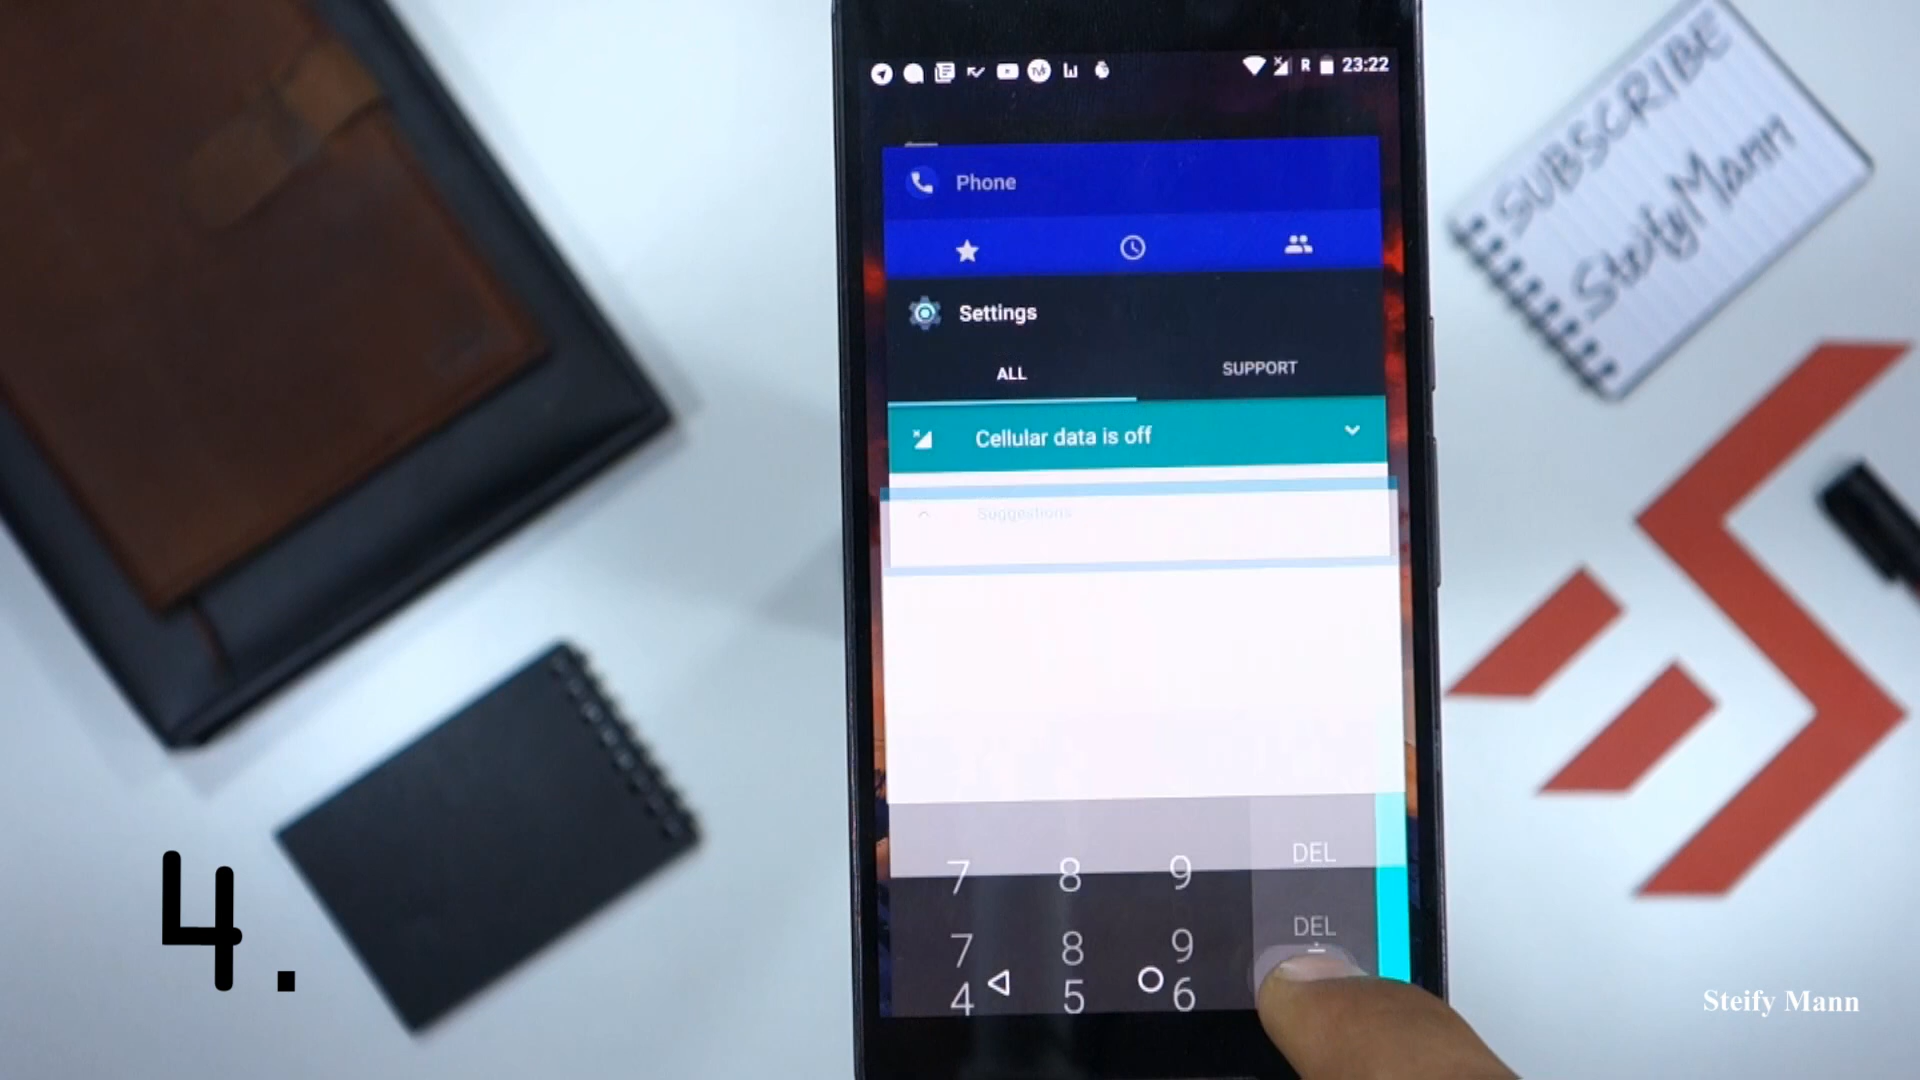 23:22
R
Phone
Settings
ALL
SUPPORT
Cellular data is off
Suggestions
7 8 9 DEL
7 8 9 DEL
4 5 6
SUBSCRIBE
SteifyMann
4.
Steify Mann